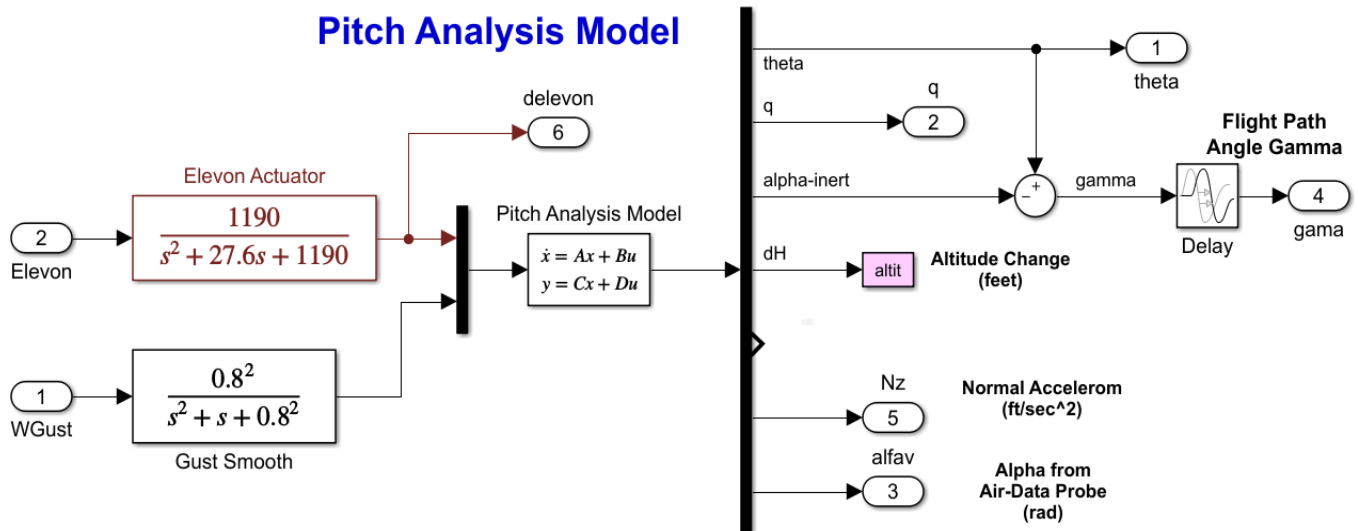 Pitch Analysis Model
theta
1
theta
q
q
2
delevon
6
Flight Path
Angle Gamma
alpha-inert
+
−
gamma
Delay
4
gama
Elevon Actuator
2
Elevon
1190
s² + 27.6s + 1190
Pitch Analysis Model
ẋ = Ax + Bu
y = Cx + Du
dH
altit
Altitude Change
(feet)
1
WGust
0.8²
s² + s + 0.8²
Gust Smooth
Nz
5
Normal Accelerom
(ft/sec^2)
alfav
3
Alpha from
Air-Data Probe
(rad)